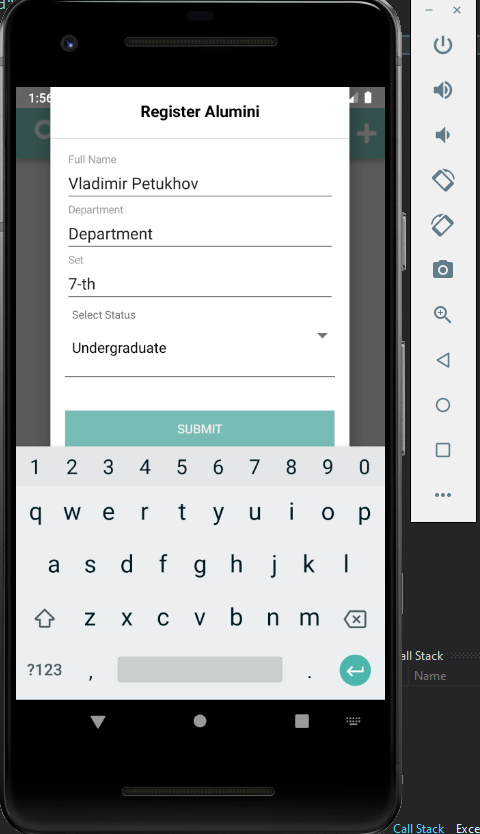 1:56
Register Alumini
Full Name
Vladimir Petukhov
Department
Department
Set
7-th
Select Status
Undergraduate
SUBMIT
1 2 3 4 5 6 7 8 9 0
q w e r t y u i o p
a s d f g h j k l
z x c v b n m
?123 , .
all Stack
Name
Call Stack Exce